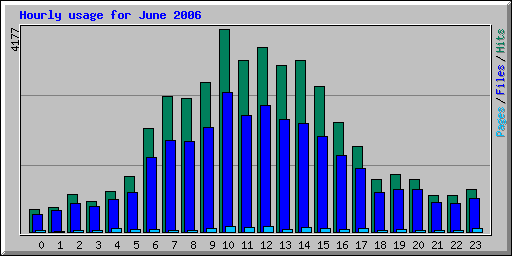 Hourly usage for June 2006
4177
Pages/Files/Hits
0 1 2 3 4 5 6 7 8 9 10 11 12 13 14 15 16 17 18 19 20 21 22 23